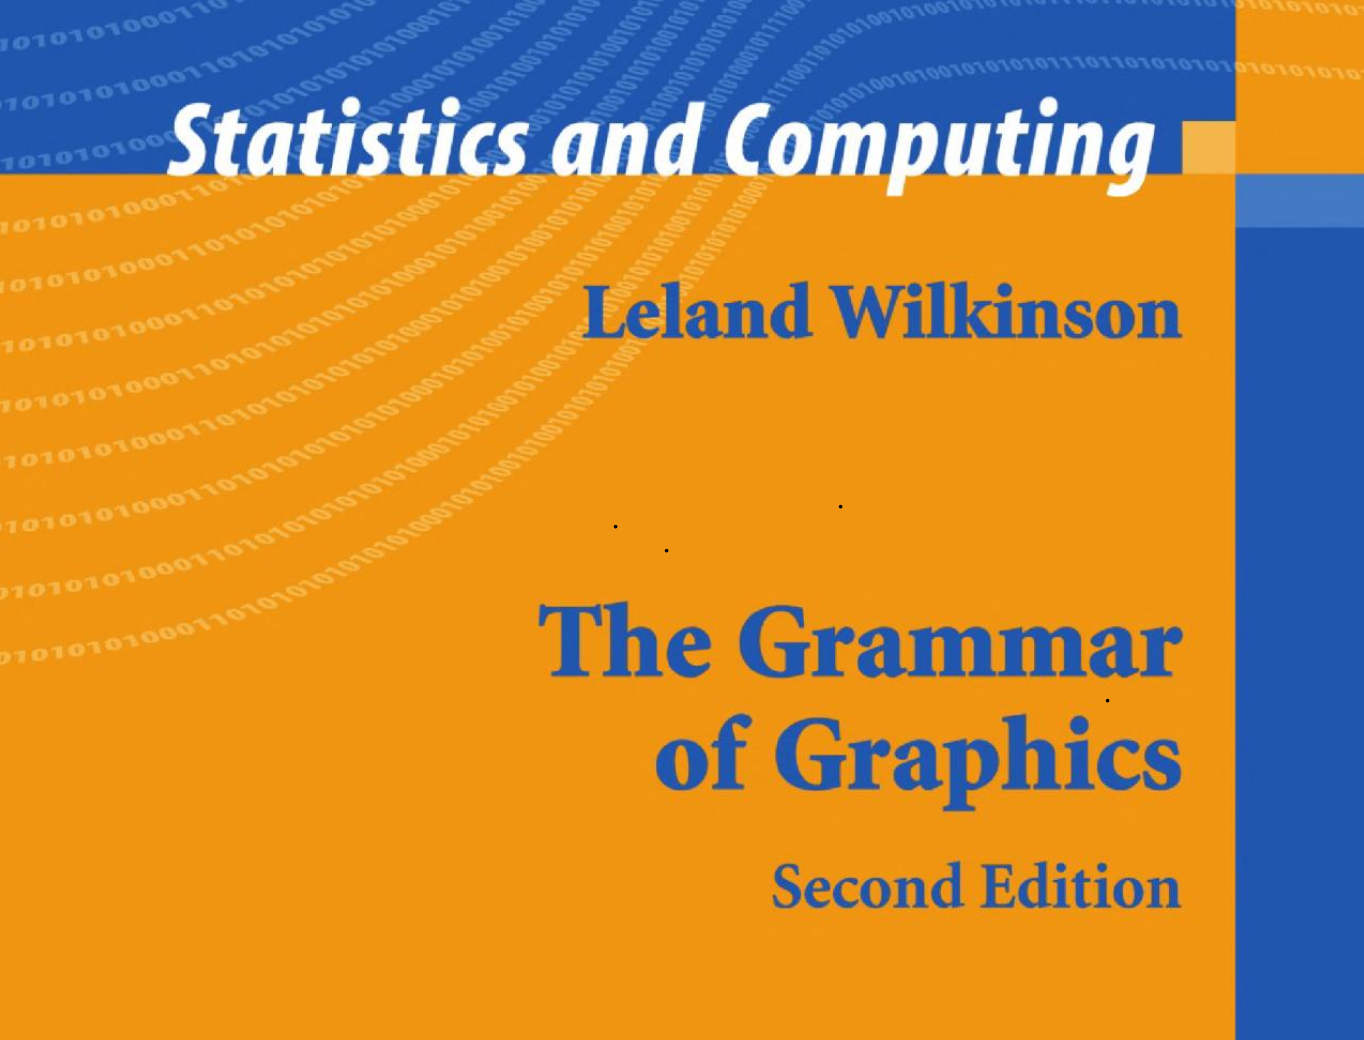 Statistics and Computing
Leland Wilkinson
The Grammar
of Graphics
Second Edition